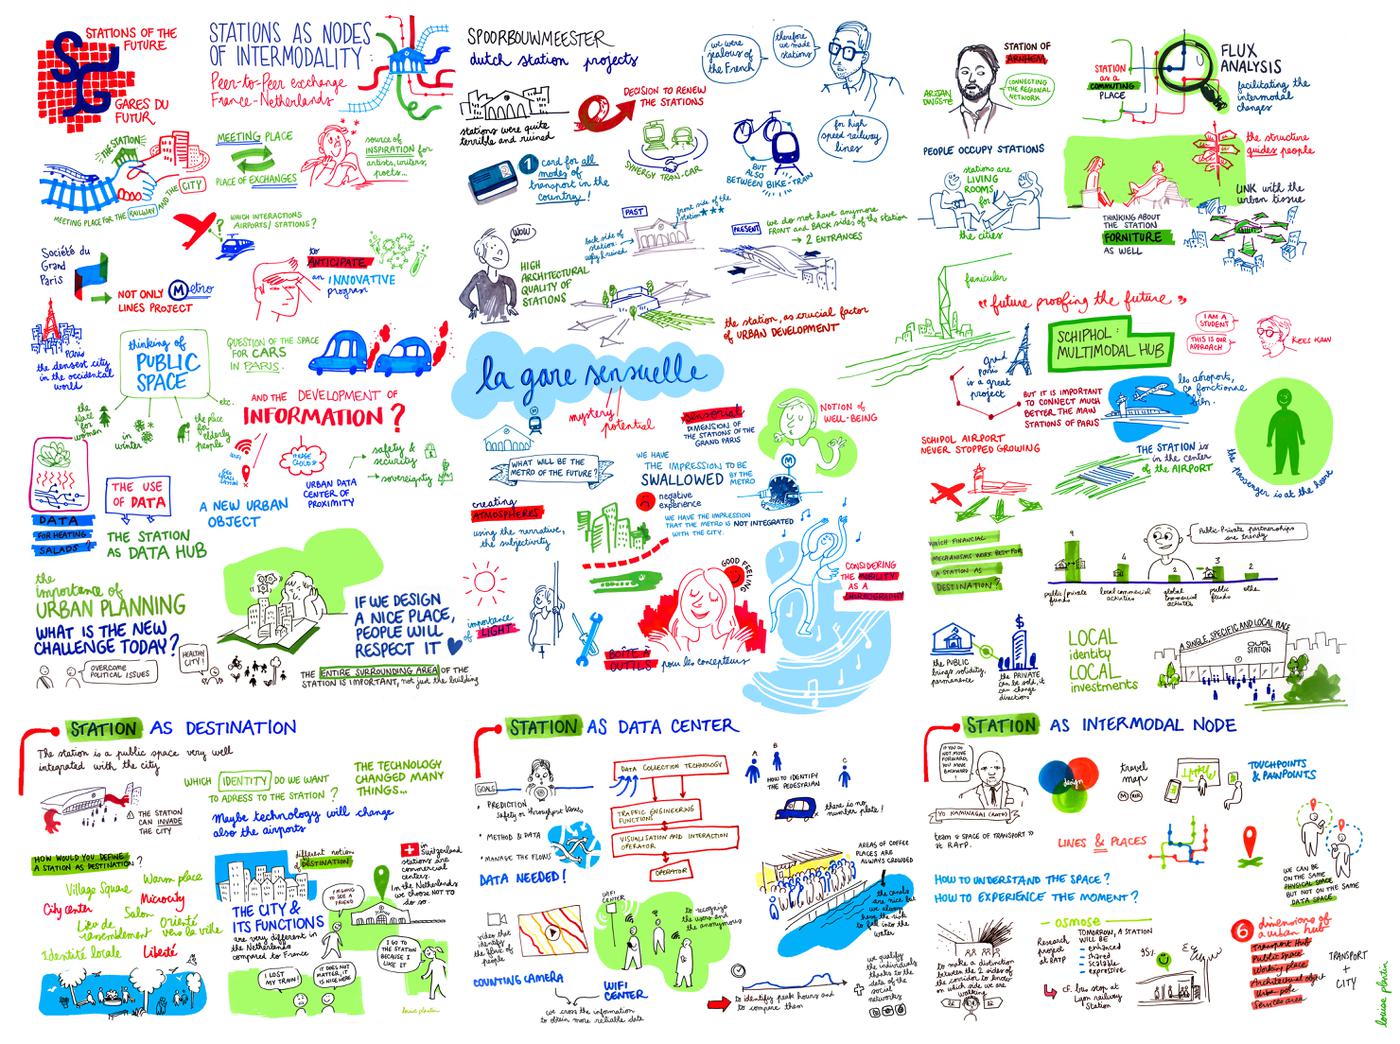 STATIONS OF THE
FUTURE
GARES DU
FUTUR
STATIONS AS NODES
OF INTERMODALITY
Peer-to-Peer exchange
France-Netherlands
THE STATION
MEETING PLACE FOR THE RAILWAY AND THE CITY
MEETING PLACE
PLACE OF EXCHANGES
source of
INSPIRATION for
artists, writers,
poets...
WHICH INTERACTIONS
AIRPORTS / STATIONS?
Société du
Grand
Paris
NOT ONLY Metro
LINES PROJECT
to
ANTICIPATE
an INNOVATIVE
program
Paris
the densest city
in the occidental
world
thinking of
PUBLIC
SPACE
QUESTION OF THE SPACE
FOR CARS
IN PARIS.
the
place
for
women
in
winter
the place
for
elderly
people
etc.
AND THE DEVELOPMENT OF
INFORMATION?
WIFI
GEO
LOCALI
SATION
URBAN DATA
CENTER OF
PROXIMITY
safety &
security
sovereignty
THE USE
OF DATA
A NEW URBAN
OBJECT
DATA
FOR HEATING
SALADS?
THE STATION
AS DATA HUB
the
importance of
URBAN PLANNING
WHAT IS THE NEW
CHALLENGE TODAY?
OVERCOME
POLITICAL ISSUES
HEALTHY
CITY!
IF WE DESIGN
A NICE PLACE,
PEOPLE WILL
RESPECT IT
THE ENTIRE SURROUNDING AREA OF THE
STATION IS IMPORTANT, not just the building
SPOORBOUWMEESTER
dutch station projects
we were
jealous of
the French
therefore
we made
stations
for high
speed railway
lines
stations were quite
terrible and ruined
DECISION TO RENEW
THE STATIONS
1 card for all
modes of
transport in the
country!
SYNERGY TRAN-CAR
BUT
ALSO
BETWEEN BIKE-TRAIN
WOW!
HIGH
ARCHITECTURAL
QUALITY OF
STATIONS
PAST
back side of
station:
ugly & ruined
front side of the
station
PRESENT
we do not have anymore
FRONT and BACK sides of the station
→ 2 ENTRANCES
the station, as crucial factor
of URBAN DEVELOPMENT
la gare sensuelle
mystery
potential
sensorial
DIMENSION OF
THE STATIONS OF THE
GRAND PARIS
NOTION OF
WELL-BEING
WHAT WILL BE THE
METRO OF THE FUTURE?
WE HAVE
THE IMPRESSION TO BE
SWALLOWED BY THE
METRO
negative
experience
creating
ATMOSPHERES
using the narrative,
the subjectivity
WE HAVE THE IMPRESSION
THAT THE METRO IS NOT INTEGRATED
WITH THE CITY.
importance
of LIGHT
GOOD FEELING
BOÎTE À
OUTILS pour les concepteurs
CONSIDERING
THE MOBILITY
AS A
CHOREOGRAPHY
ARJAN
STATION OF
ARNHEM
CONNECTING
THE REGIONAL
NETWORK
STATION
as a
COMMUTING
PLACE
FLUX
ANALYSIS
facilitating the
intermodal
changes
PEOPLE OCCUPY STATIONS
stations are
LIVING
ROOMS
for
the cities
the structure
guides people
THINKING ABOUT
THE STATION
FORNITURE
AS WELL
LINK with the
urban tissue
funicular
"future proofing the future"
grand
Paris
is a great
project
SCHIPHOL:
MULTIMODAL HUB
I AM A
STUDENT
THIS IS OUR
APPROACH
KEES KAAN
BUT IT IS IMPORTANT
TO CONNECT MUCH
BETTER THE MAIN
STATIONS OF PARIS
les aéroports,
ça fonctionne
bien.
SCHIPOL AIRPORT
NEVER STOPPED GROWING
THE STATION is
in the center
of the AIRPORT
the passenger is at the heart
WHICH FINANCIAL
MECHANISMS WORK BEST FOR
A STATION AS
DESTINATION?
Public-Private partnerships
are trendy
9
4
2
3
2
public/private
funds
local commercial
activities
global
commercial
activities
public
funds
other
the PUBLIC
brings solidity,
permanence
the PRIVATE
can be sold, it
can change
directions
LOCAL
identity
LOCAL
investments
A SINGLE, SPECIFIC AND LOCAL PLACE
OUR
STATION
STATION AS DESTINATION
The station is a public space very well
integrated with the city
THE STATION
CAN INVADE
THE CITY
WHICH IDENTITY DO WE WANT
TO ADRESS TO THE STATION?
Maybe technology will change
also the airports
THE TECHNOLOGY
CHANGED MANY
THINGS...
HOW WOULD YOU DEFINE
A STATION AS DESTINATION?
Village Square
Warm place
City center
Mixocity
Salon
Lieu de
rassemblement
Orienté
vers la ville
Identité locale
Liberté
different notion
of DESTINATION
THE CITY &
ITS FUNCTIONS
are very different in
the Netherlands
compared to France
in
Switzerland
stations are
commercial
centers.
In the Netherlands
we choose NOT to
do so.
I'M GOING
TO SEE A
FRIEND
I GO TO
THE STATION
BECAUSE I
LIKE IT
I LOST
MY TRAIN!
IT DOES NOT
MATTER, IT
IS NICE HERE
louise plantin
STATION AS DATA CENTER
GOALS
• PREDICTION
• METHOD & DATA
• MANAGE THE FLOWS
DATA NEEDED!
DATA COLLECTION TECHNOLOGY
TRAFFIC ENGINEERING
FUNCTIONS
VISUALISATION AND INTERACTION
OPERATOR
OPERATOR
A
B
C
HOW TO IDENTIFY
THE PEDESTRIAN
there is no
number plate!
AREAS OF COFFEE
PLACES ARE
ALWAYS CROWDED
the canals
are nice but
we always
have the risk
to fall into the
water
video that
identify
the flows of
people
COUNTING CAMERA
WIFI
CENTER
to recognize
the users and
the anonymous
WIFI
CENTER
we cross the information
to obtain more reliable data
to identify peak hours and
to compare them
we qualify
the individuals
thanks to the
data of the
social
networks
STATION AS INTERMODAL NODE
IF YOU DO
NOT MOVE
FORWARD,
YOU MOVE
BACKWARD!
YO KAMINAGAI (RATP)
team "SPACE OF TRANSPORT"
at RATP.
design
travel
map
TOUCHPOINTS
& PAINPOINTS
LINES & PLACES
HOW TO UNDERSTAND THE SPACE?
HOW TO EXPERIENCE THE MOMENT?
WE CAN BE
ON THE SAME
PHYSICAL SPACE
BUT NOT ON THE SAME
DATA SPACE
to make a distinction
between the 2 sides of
the division to know
on which side we are
walking
osmose
Research
project
at RATP
TOMORROW, A STATION
WILL BE
- enhanced
- shared
- scalable
- expressive
cf. bus stop at
Lyon railway
Station
95%
6 dimensions of
a urban hub
Transport Hub
Public Space
Working place
Architectural object
Urban pole
Services area
TRANSPORT
+
CITY
louise plantin